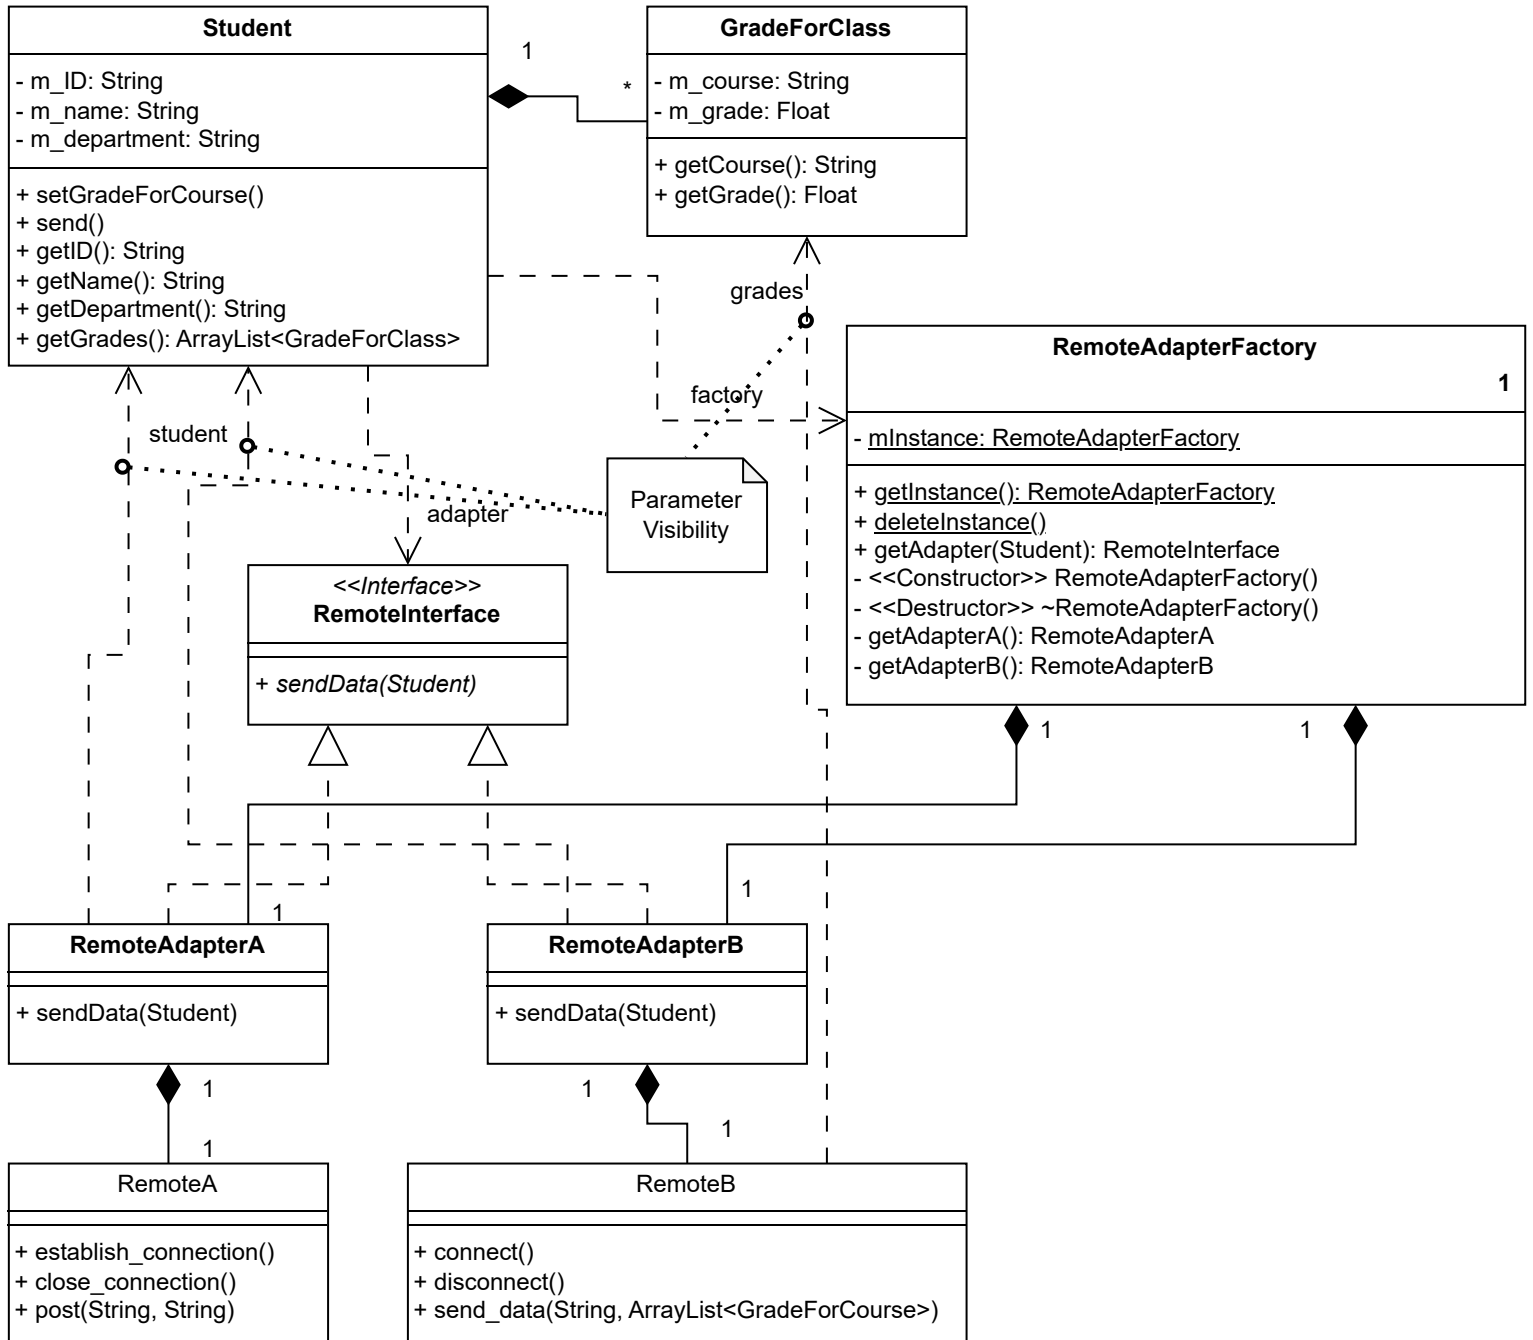 Student
- m_ID: String
- m_name: String
- m_department: String
+ setGradeForCourse()
+ send()
+ getID(): String
+ getName(): String
+ getDepartment(): String
+ getGrades(): ArrayList<GradeForClass>
1
*
GradeForClass
- m_course: String
- m_grade: Float
+ getCourse(): String
+ getGrade(): Float
grades
factory
student
adapter
Parameter
Visibility
RemoteAdapterFactory
1
- mInstance: RemoteAdapterFactory
+ getInstance(): RemoteAdapterFactory
+ deleteInstance()
+ getAdapter(Student): RemoteInterface
- <<Constructor>> RemoteAdapterFactory()
- <<Destructor>> ~RemoteAdapterFactory()
- getAdapterA(): RemoteAdapterA
- getAdapterB(): RemoteAdapterB
<<Interface>>
RemoteInterface
+ sendData(Student)
1
1
1
1
RemoteAdapterA
+ sendData(Student)
RemoteAdapterB
+ sendData(Student)
1
1
1
1
RemoteA
+ establish_connection()
+ close_connection()
+ post(String, String)
RemoteB
+ connect()
+ disconnect()
+ send_data(String, ArrayList<GradeForCourse>)